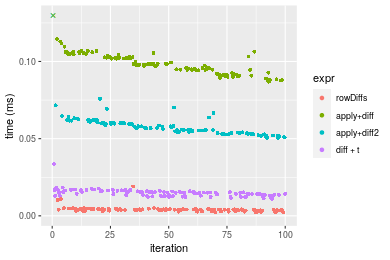 0.10
0.05
0.00
time (ms)
0
25
50
75
100
iteration
expr
rowDiffs
apply+diff
apply+diff2
diff + t